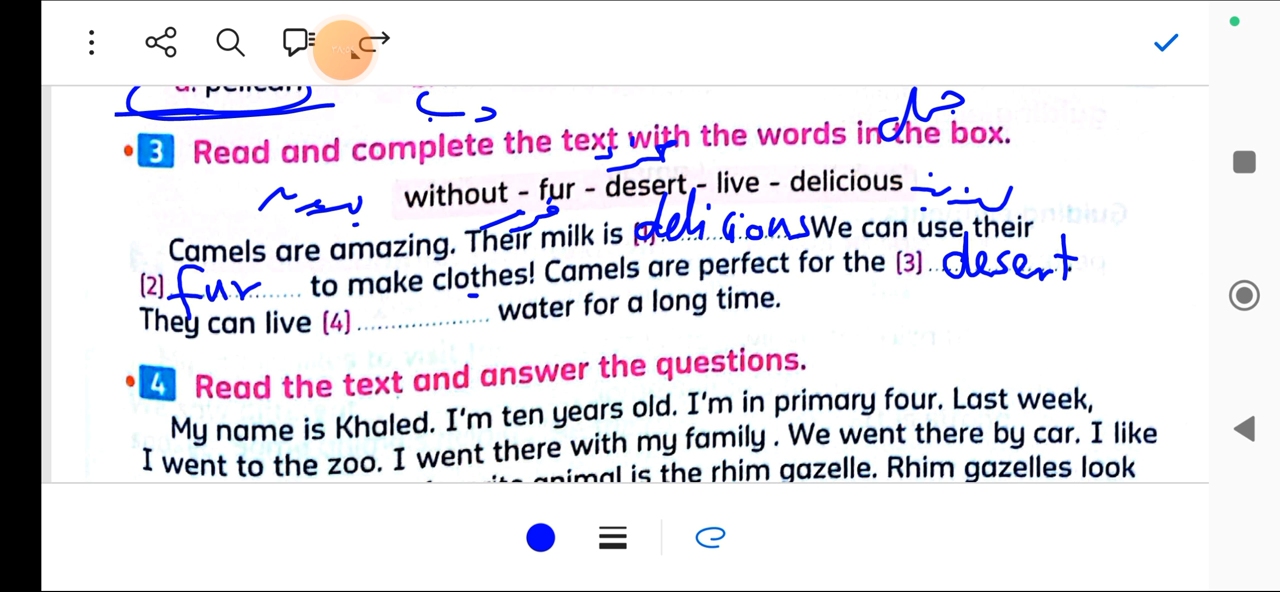 3 Read and complete the text with the words in the box.
without - fur - desert - live - delicious
Camels are amazing. Their milk is (1) delicious We can use their
(2) fur to make clothes! Camels are perfect for the (3) desert.
They can live (4) .................... water for a long time.
4 Read the text and answer the questions.
My name is Khaled. I'm ten years old. I'm in primary four. Last week,
I went to the zoo. I went there with my family . We went there by car. I like
animal is the rhim gazelle. Rhim gazelles look